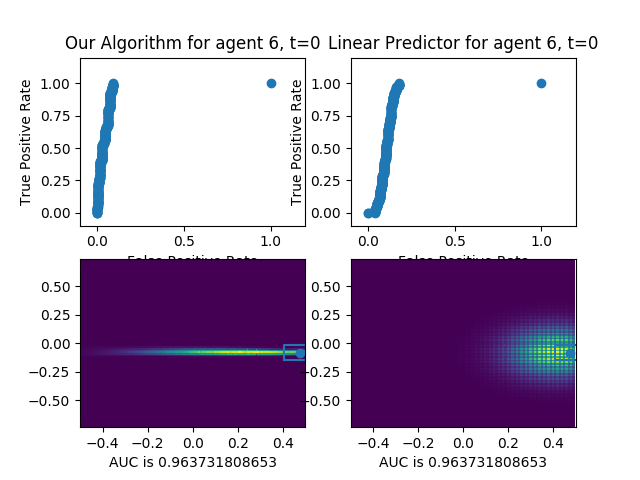 Our Algorithm for agent 6, t=0 Linear Predictor for agent 6, t=0
1.00 1.00
0.75 0.75
0.50 0.50
0.25 0.25
0.00 0.00
True Positive Rate True Positive Rate
0.0 0.5 1.0 0.0 0.5 1.0
False Positive Rate False Positive Rate
0.50 0.50
0.25 0.25
0.00 0.00
−0.25 −0.25
−0.50 −0.50
−0.4 −0.2 0.0 0.2 0.4 −0.4 −0.2 0.0 0.2 0.4
AUC is 0.963731808653 AUC is 0.963731808653